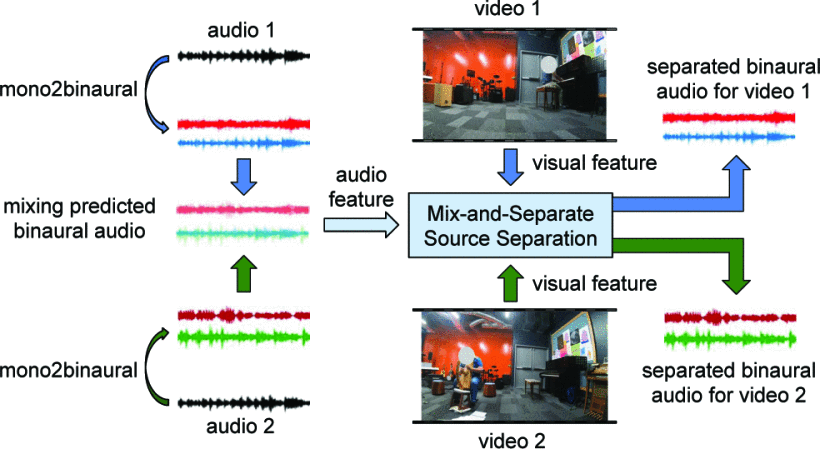 audio 1
mono2binaural
mixing predicted
binaural audio
mono2binaural
audio 2
audio
feature
video 1
visual feature
Mix-and-Separate
Source Separation
visual feature
video 2
separated binaural
audio for video 1
separated binaural
audio for video 2